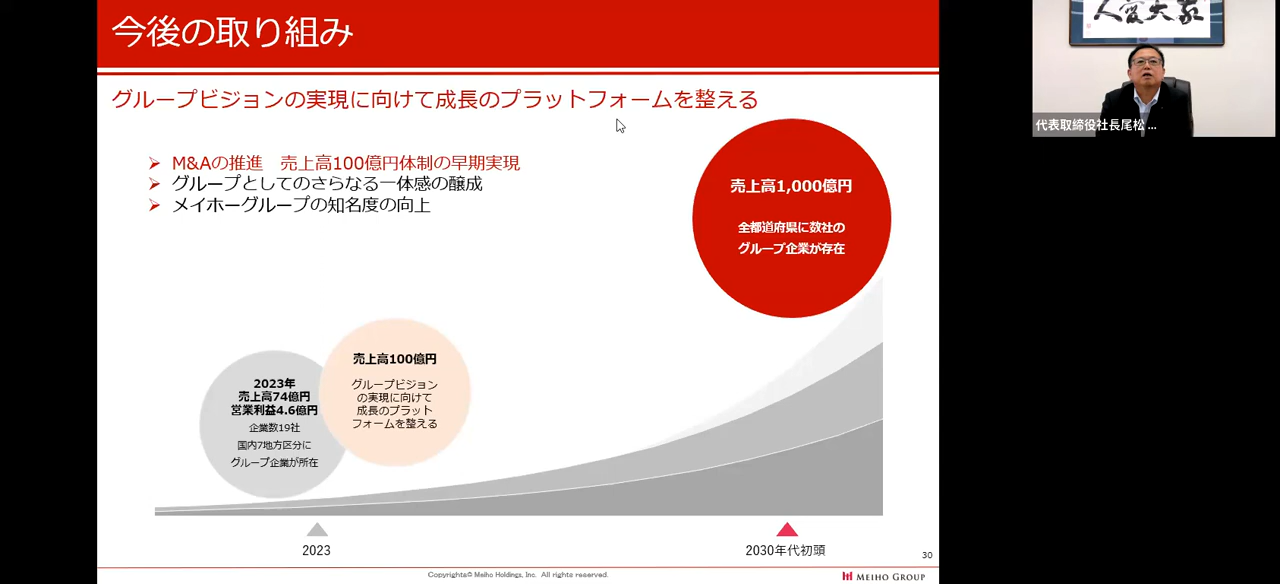 今後の取り組み
グループビジョンの実現に向けて成長のプラットフォームを整える
M&Aの推進　売上高100億円体制の早期実現
グループとしてのさらなる一体感の醸成
メイホーグループの知名度の向上
売上高1,000億円
全都道府県に数社の
グループ企業が存在
売上高100億円
グループビジョン
の実現に向けて
成長のプラット
フォームを整える
2023年
売上高74億円
営業利益4.6億円
企業数19社
国内7地方区分に
グループ企業が所在
2023
2030年代初頭
30
Copyrights© Meiho Holdings, Inc. All rights reserved.
MEIHO GROUP
代表取締役社長尾松 ...